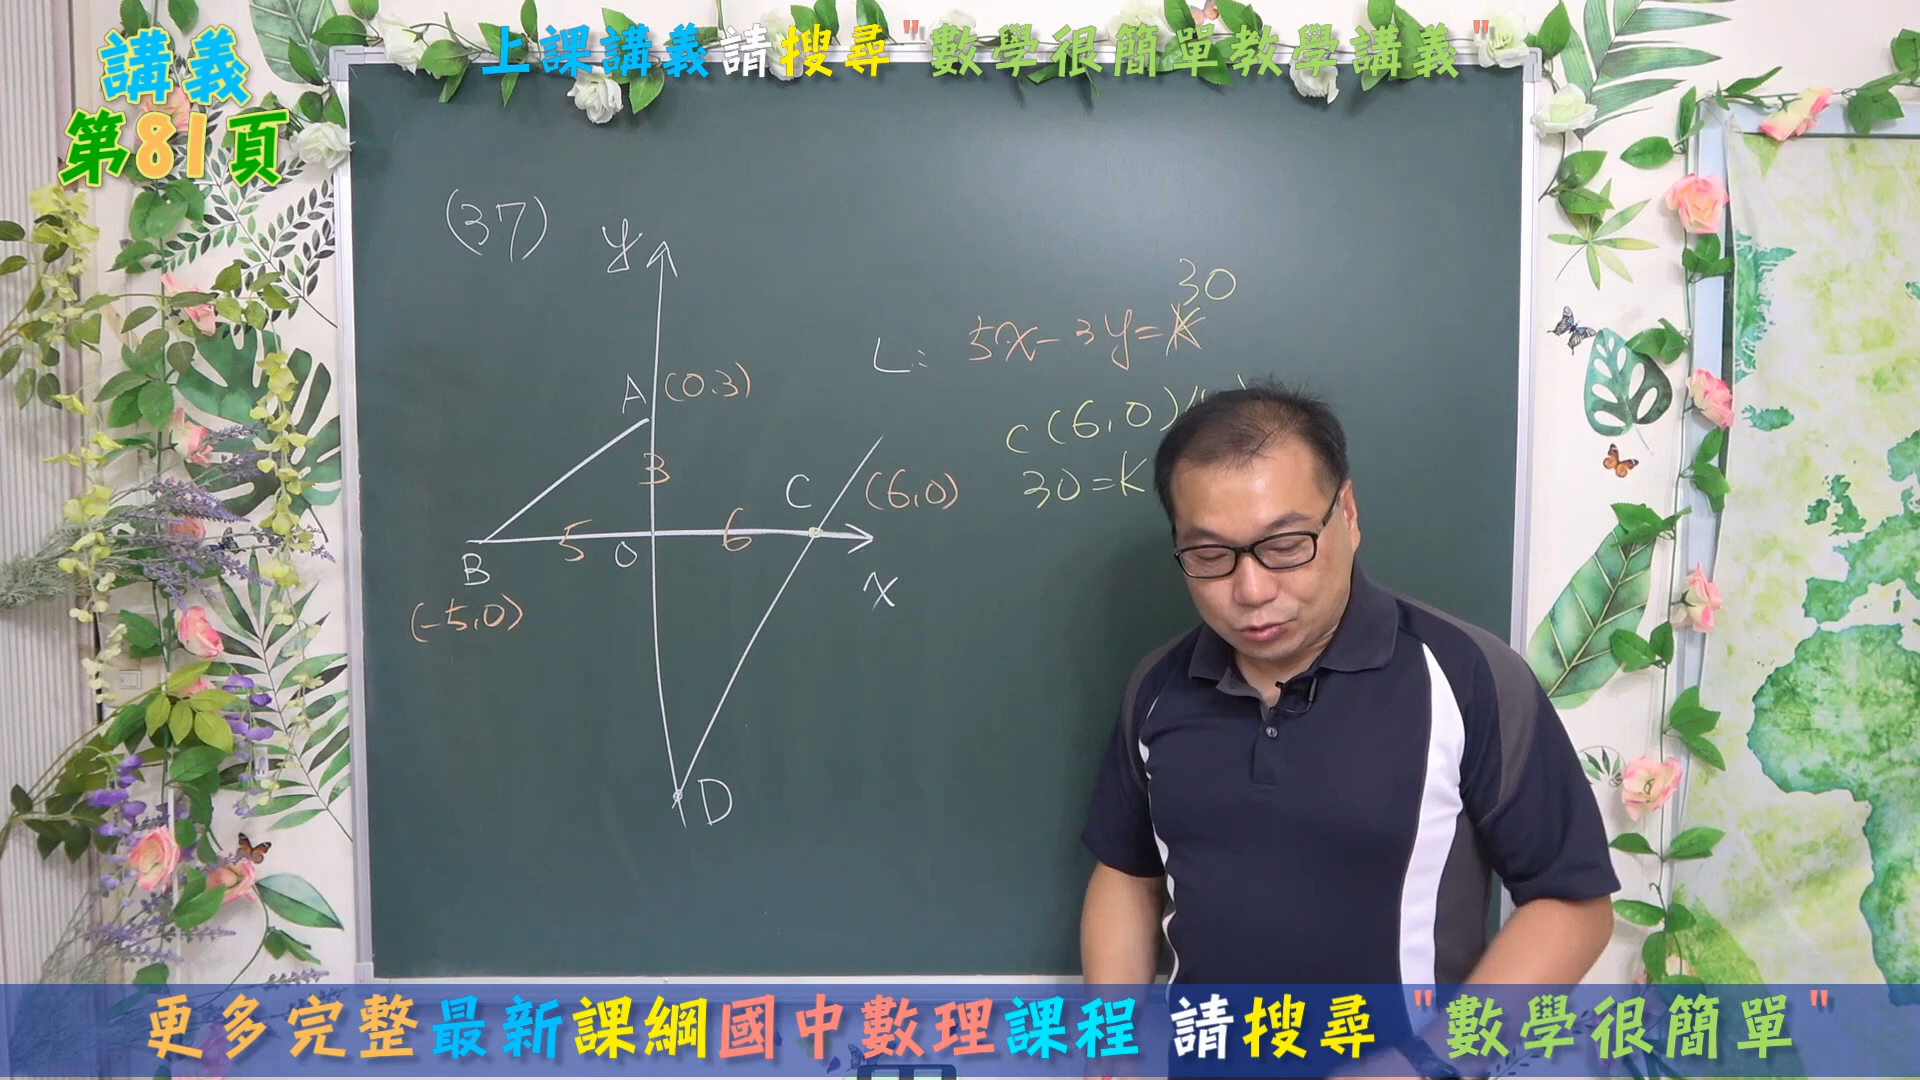 上課講義請搜尋"數學很簡單教學講義"
講義
第81頁
(37)
y
30
L: 5x-3y=k
A (0.3)
C(6,0)
3
C (6,0)
30=k
5
6
B
O
x
(-5,0)
D
更多完整最新課綱國中數理課程 請搜尋 "數學很簡單"